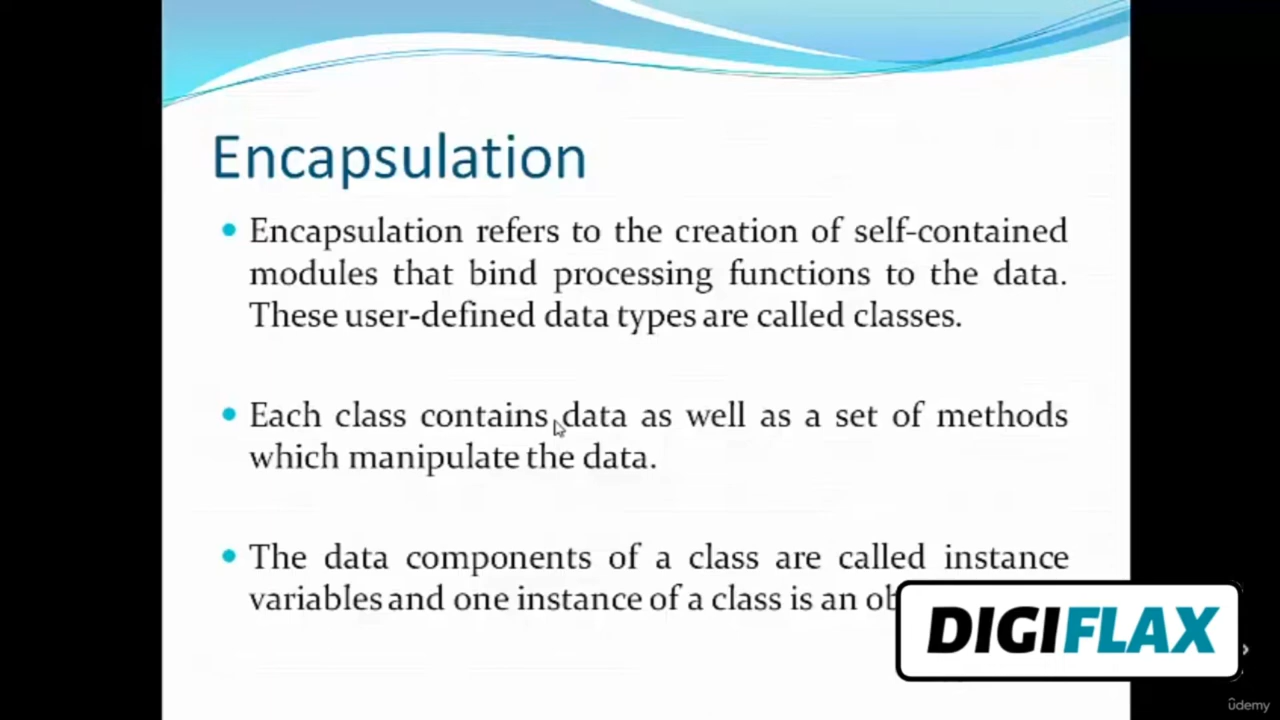 Encapsulation
Encapsulation refers to the creation of self-contained
modules that bind processing functions to the data.
These user-defined data types are called classes.
Each class contains data as well as a set of methods
which manipulate the data.
The data components of a class are called instance
variables and one instance of a class is an
DIGIFLAX
ûdemy